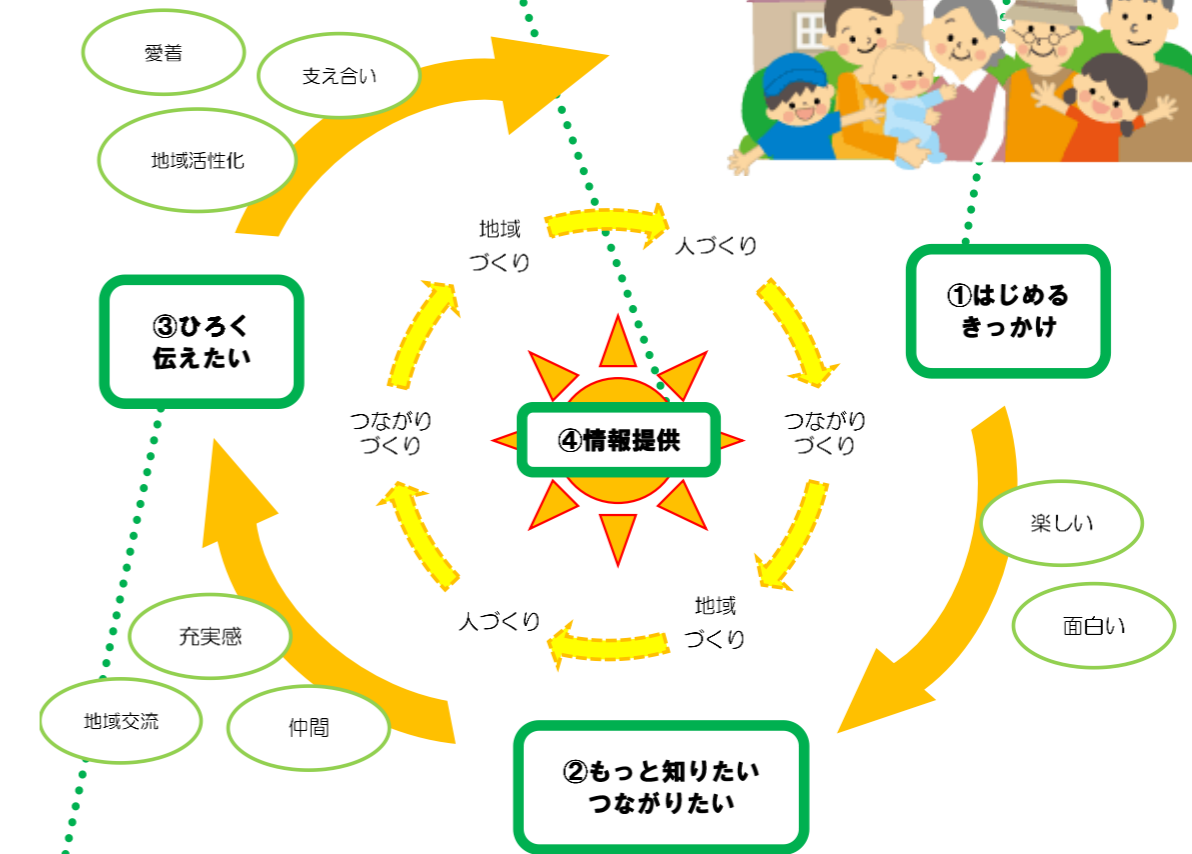 愛着
支え合い
地域活性化
地域
づくり
人づくり
①はじめる
きっかけ
③ひろく
伝えたい
つながり
づくり
④情報提供
つながり
づくり
楽しい
面白い
人づくり
地域
づくり
充実感
地域交流
仲間
②もっと知りたい
つながりたい